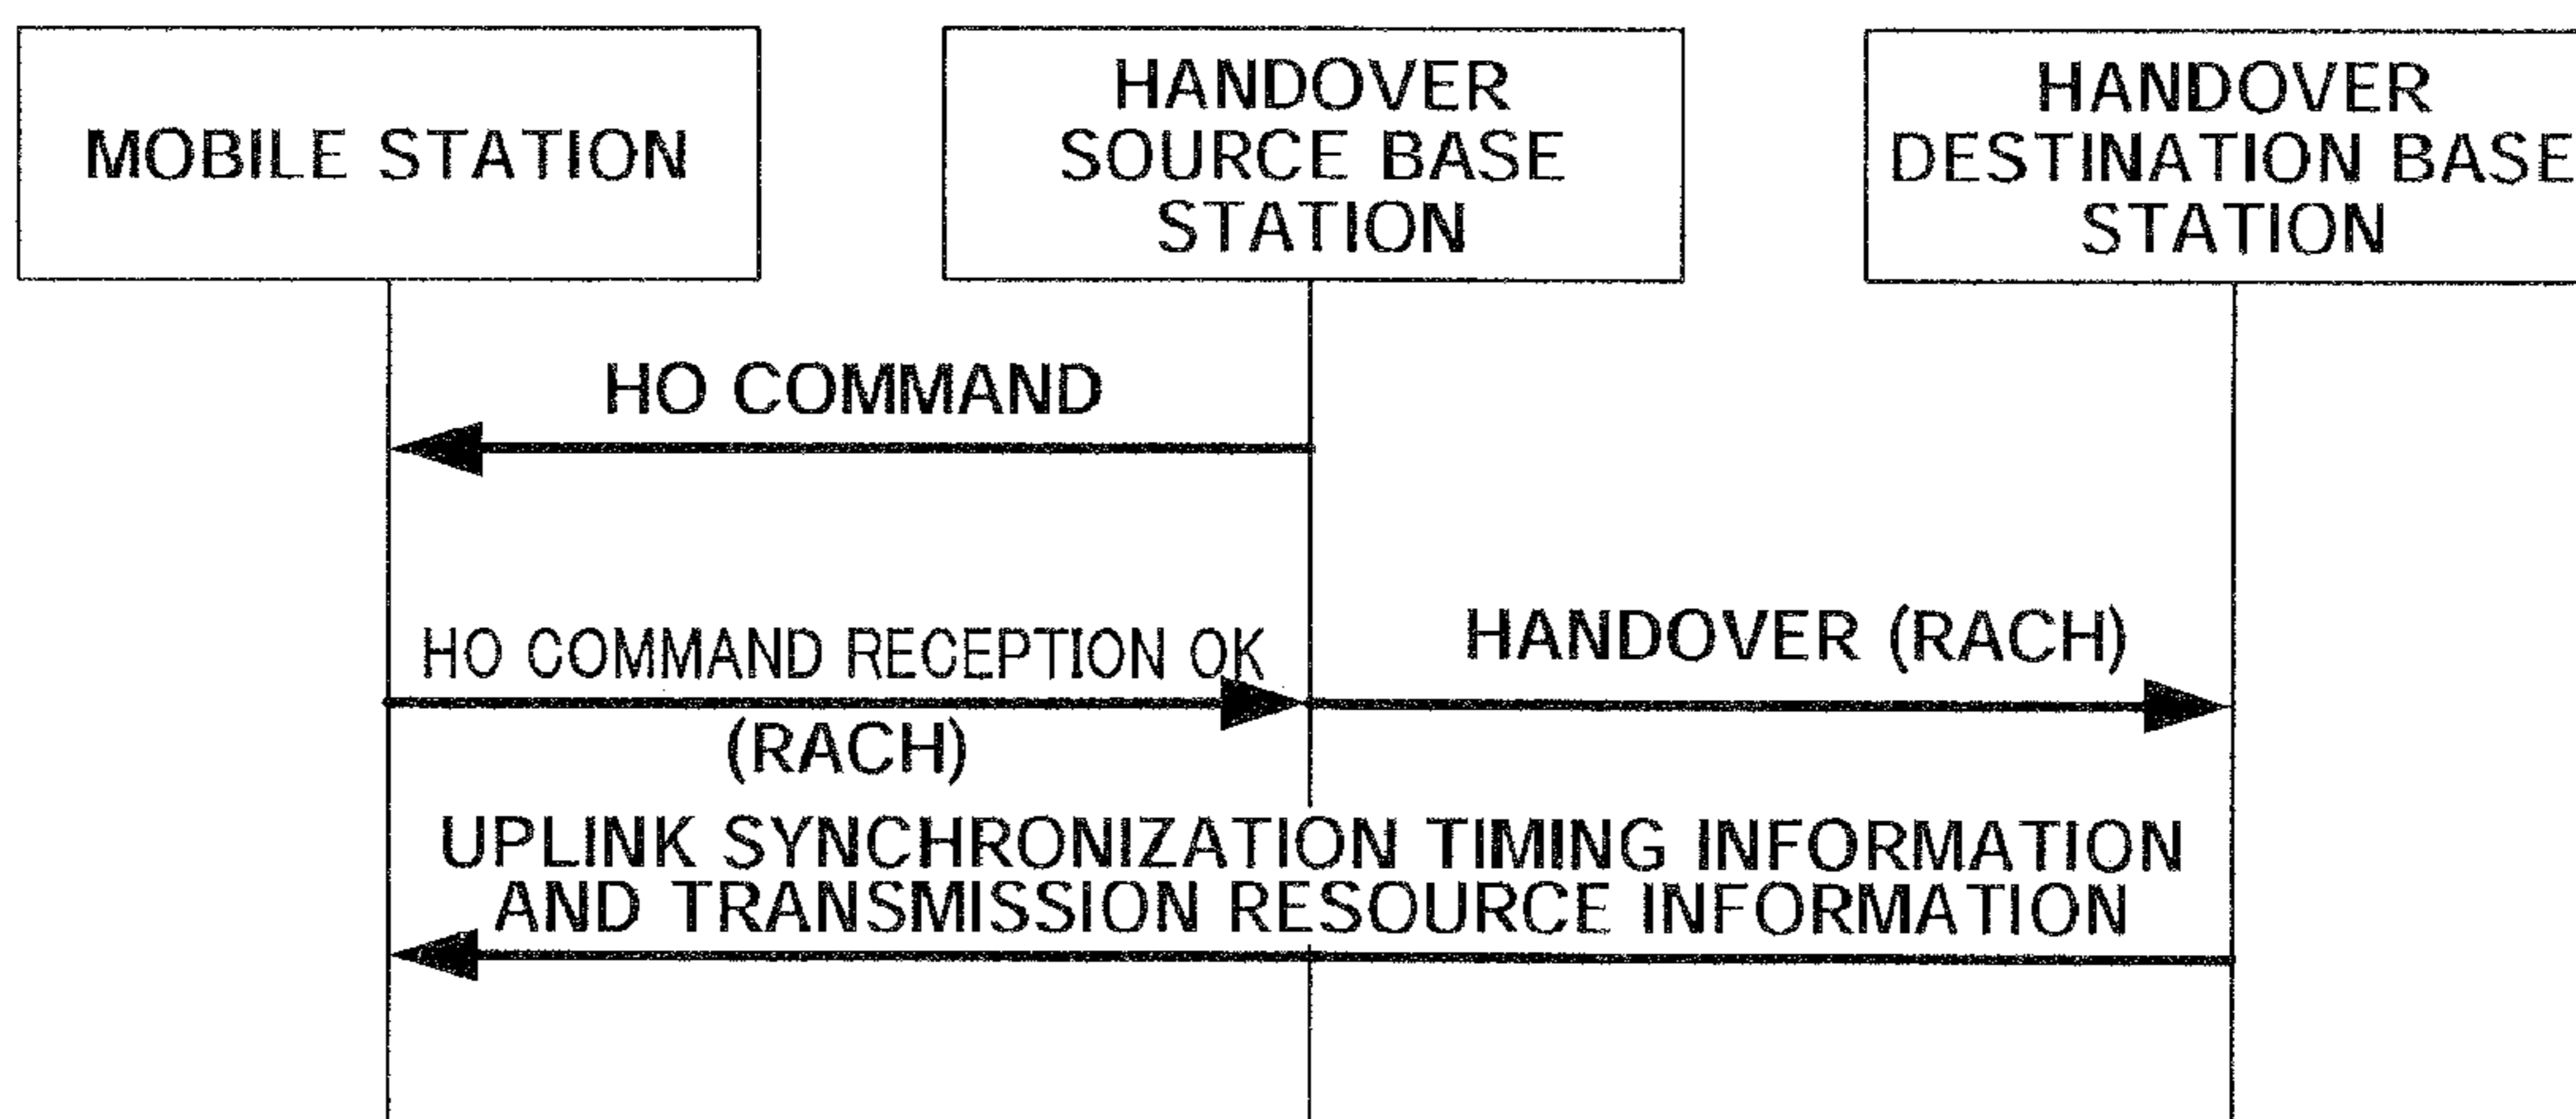 MOBILE STATION
HANDOVER
SOURCE BASE
STATION
HANDOVER
DESTINATION BASE
STATION
HO COMMAND
HO COMMAND RECEPTION OK
(RACH)
HANDOVER (RACH)
UPLINK SYNCHRONIZATION TIMING INFORMATION
AND TRANSMISSION RESOURCE INFORMATION